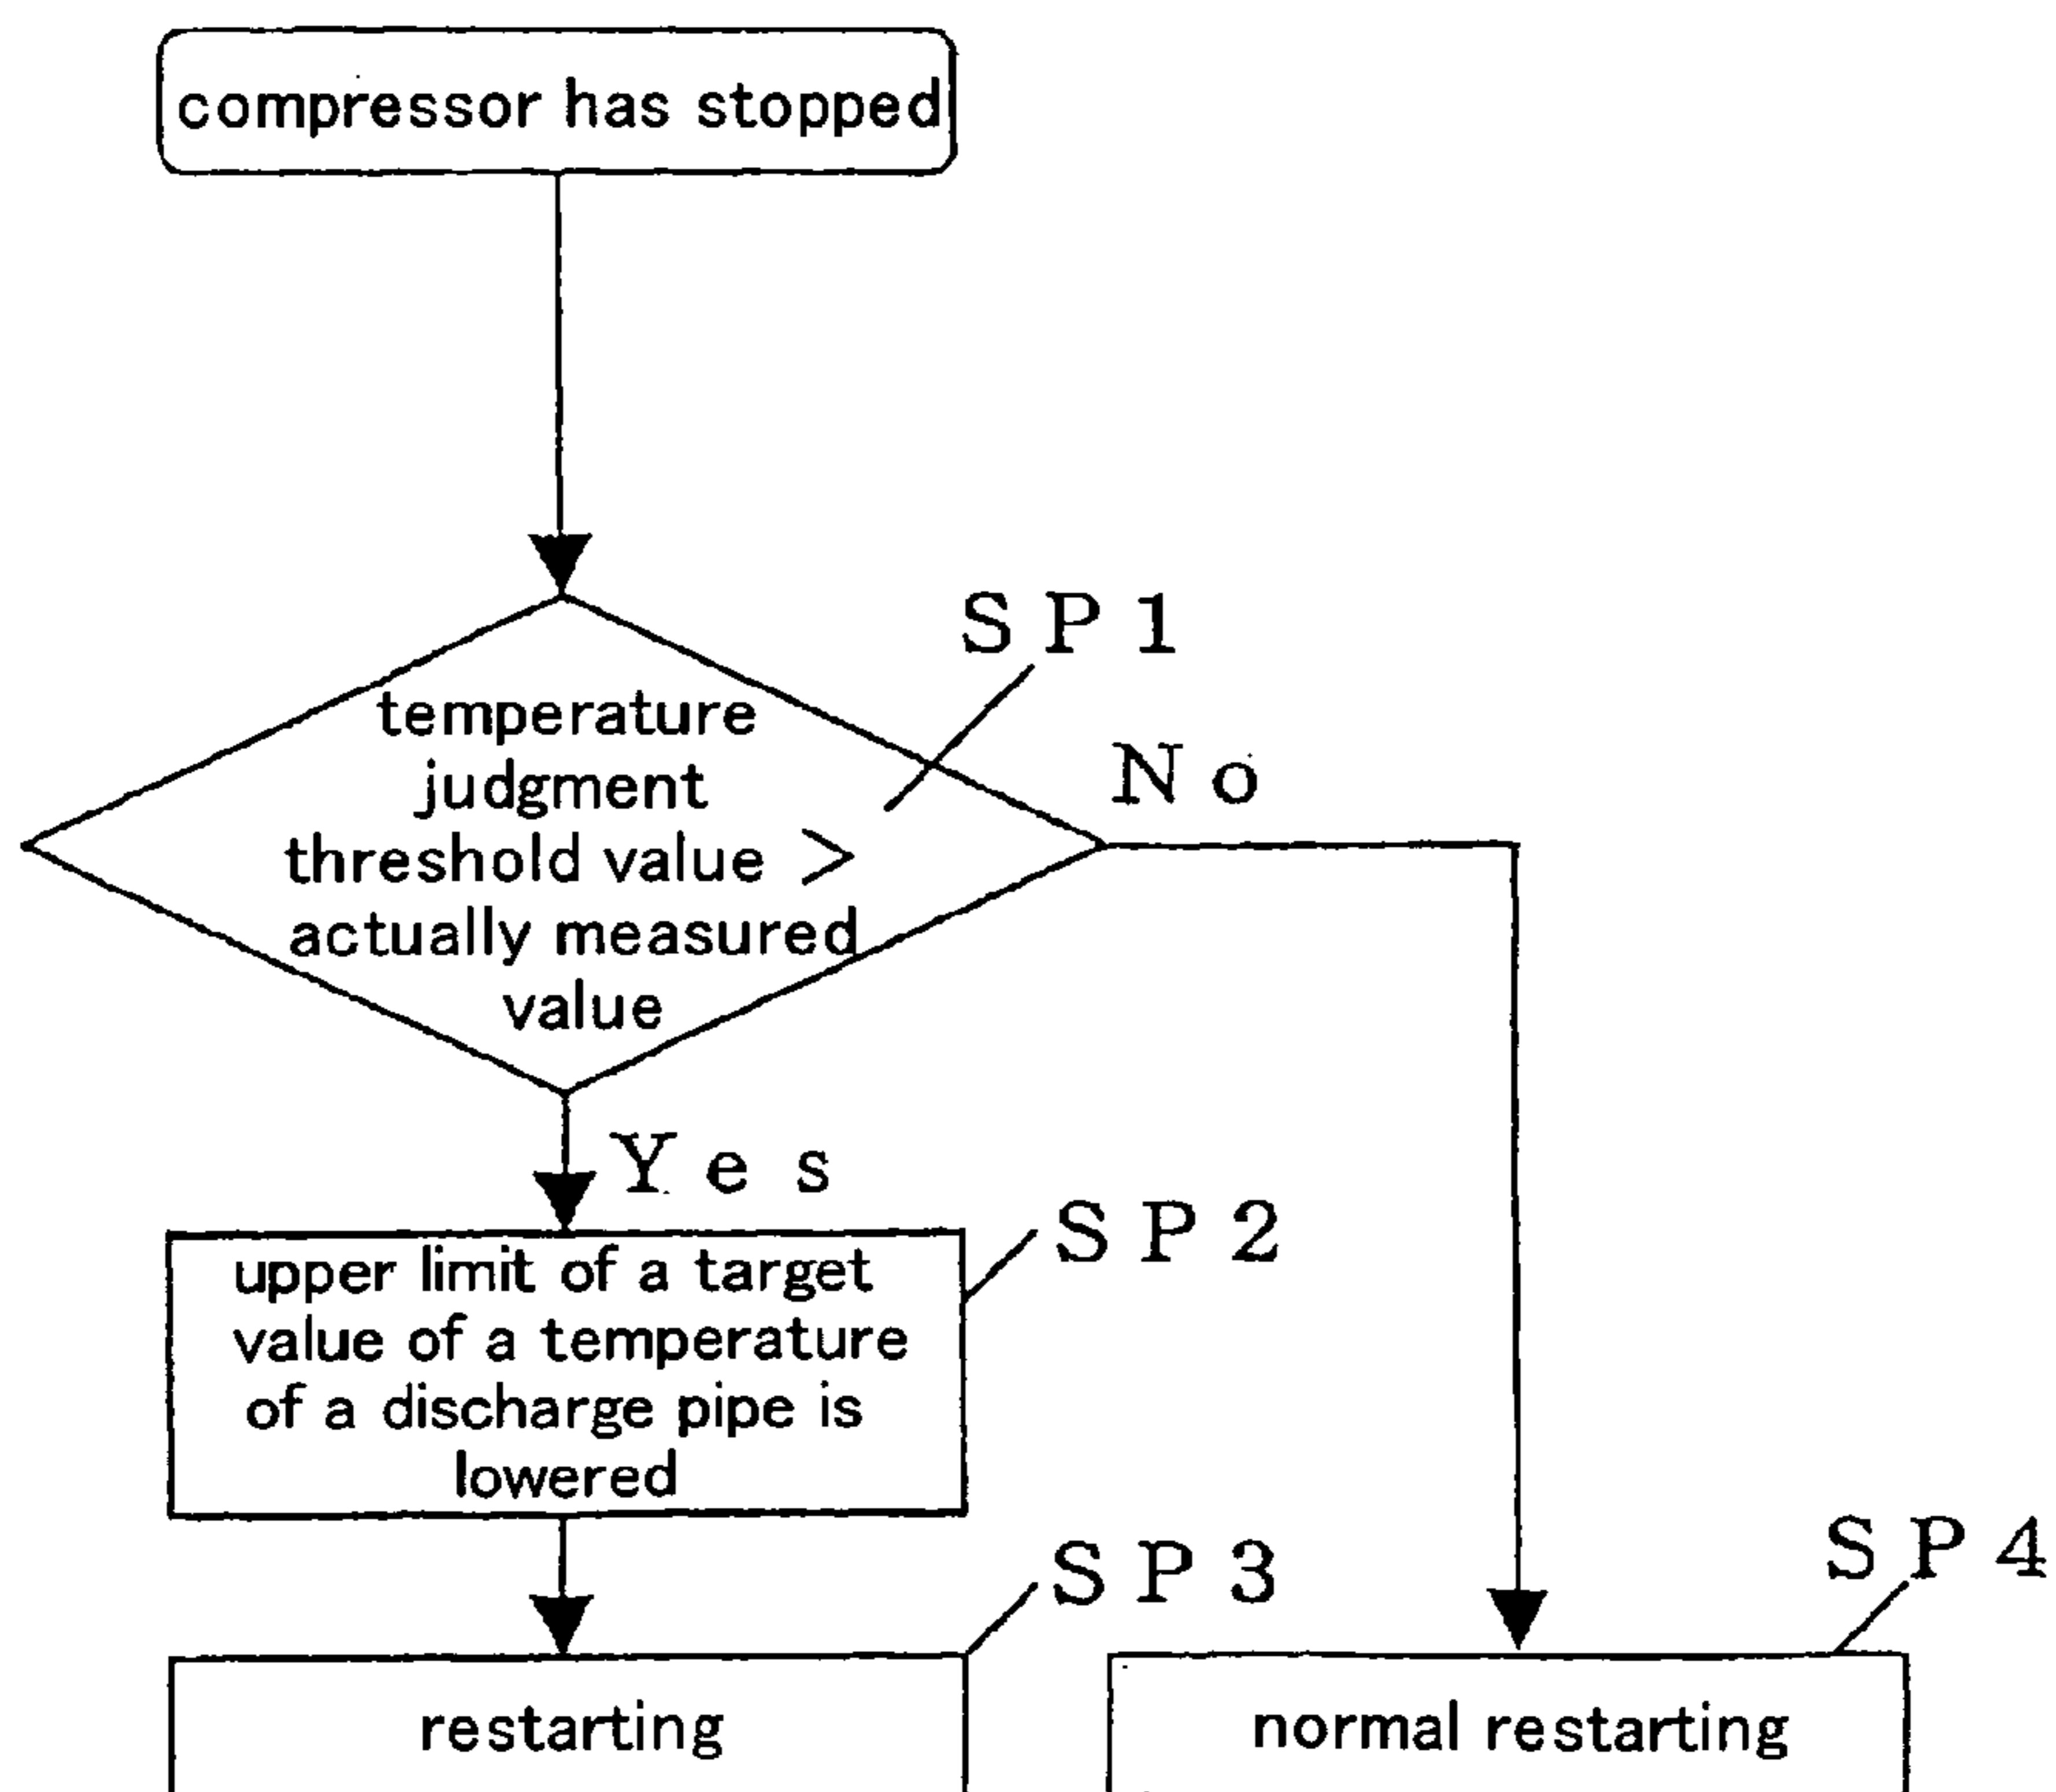 compressor has stopped
SP1
temperature
judgment
threshold value >
actually measured
value
No
Yes
SP2
upper limit of a target
value of a temperature
of a discharge pipe is
lowered
SP3
restarting
SP4
normal restarting